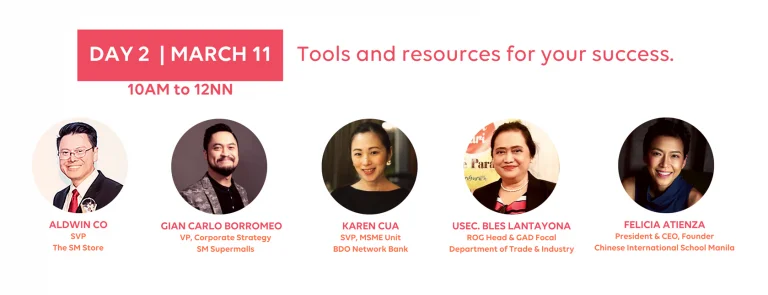 DAY 2 | MARCH 11
Tools and resources for your success.
10AM to 12NN
ALDWIN CO
SVP
The SM Store
GIAN CARLO BORROMEO
VP, Corporate Strategy
SM Supermalls
KAREN CUA
SVP, MSME Unit
BDO Network Bank
USEC. BLES LANTAYONA
ROG Head & GAD Focal
Department of Trade & Industry
FELICIA ATIENZA
President & CEO, Founder
Chinese International School Manila